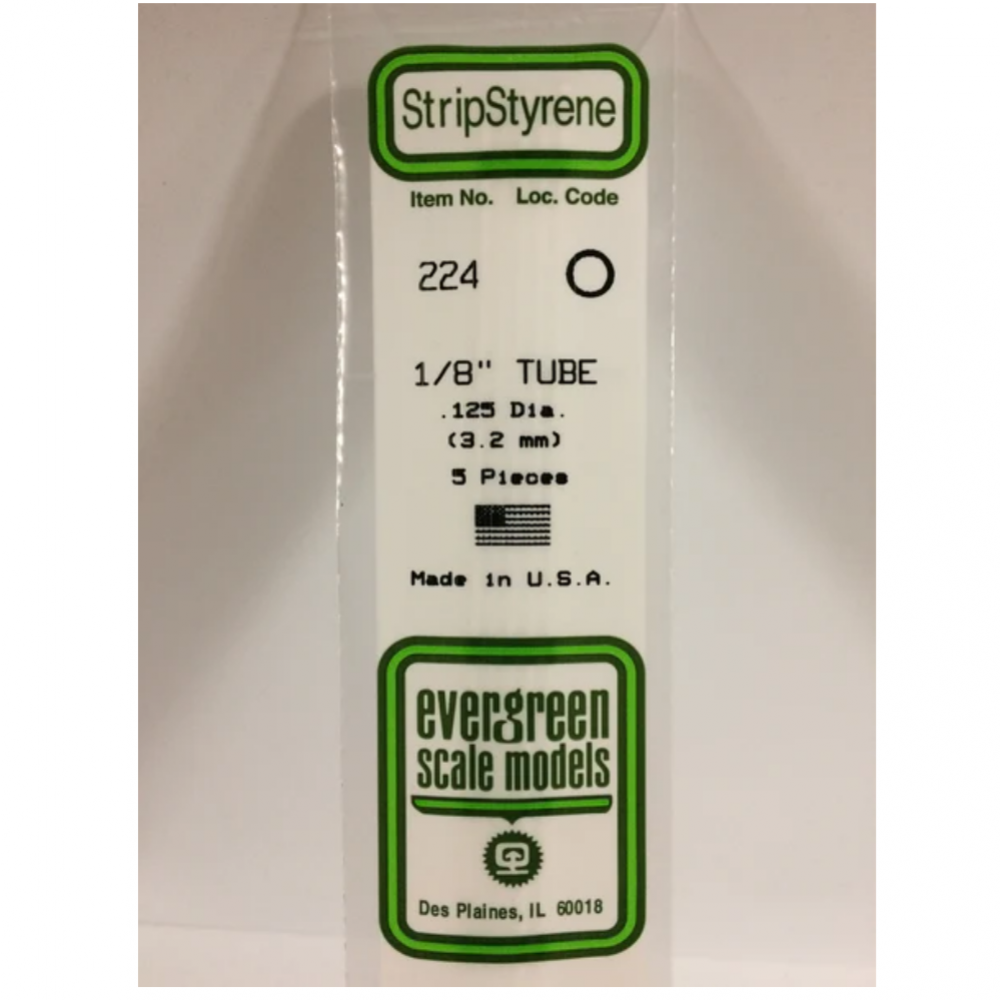 StripStyrene
Item No. Loc. Code
224
1/8" TUBE
.125 Dia.
(3.2 mm)
5 Pieces
Made in U.S.A.
evergreen
scale models
Des Plaines, IL 60018